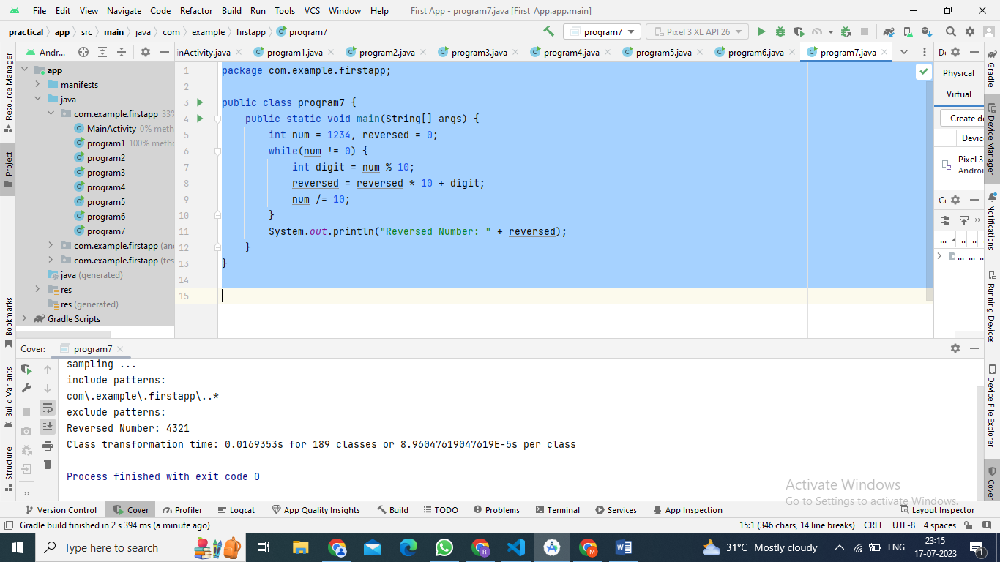 File Edit View Navigate Code Refactor Build Run Tools VCS Window Help First App - program7.java [First_App.app.main]
practical app src main java com example firstapp program7 program7 Pixel 3 XL API 26
Resource Manager
Project
Bookmarks
Build Variants
Structure
Andr...
app
manifests
java
com.example.firstapp 33%
MainActivity 0% meth
program1 100% metho
program2
program3
program4
program5
program6
program7
com.example.firstapp (and
com.example.firstapp (tes
java (generated)
res
res (generated)
Gradle Scripts
inActivity.java program1.java program2.java program3.java program4.java program5.java program6.java program7.java
1 package com.example.firstapp;
2
3 public class program7 {
4 public static void main(String[] args) {
5 int num = 1234, reversed = 0;
6 while(num != 0) {
7 int digit = num % 10;
8 reversed = reversed * 10 + digit;
9 num /= 10;
10 }
11 System.out.println("Reversed Number: " + reversed);
12 }
13 }
14
15
De
Physical
Virtual
Create de
Devic
Pixel 3
Androi
Co
... .. ..
... ... ..
Gradle
Device Manager
Notifications
Running Devices
Device File Explorer
Cover
Cover: program7
sampling ...
include patterns:
com\.example\.firstapp\..*
exclude patterns:
Reversed Number: 4321
Class transformation time: 0.0169353s for 189 classes or 8.96047619047619E-5s per class
Process finished with exit code 0
Activate Windows
Go to Settings to activate Windows.
Version Control Cover Profiler Logcat App Quality Insights Build TODO Problems Terminal Services App Inspection Layout Inspector
Gradle build finished in 2 s 394 ms (a minute ago) 15:1 (346 chars, 14 line breaks) CRLF UTF-8 4 spaces
Type here to search 31°C Mostly cloudy ENG 23:15
17-07-2023 1